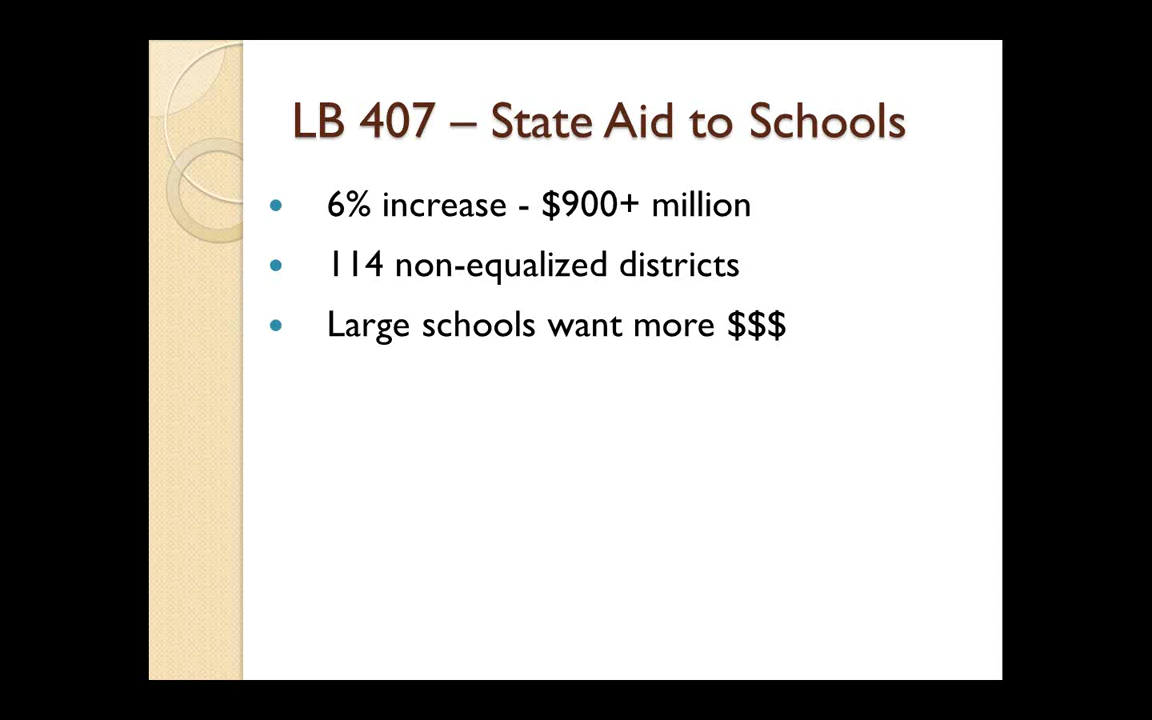 LB 407 – State Aid to Schools
• 6% increase - $900+ million
• 114 non-equalized districts
• Large schools want more $$$